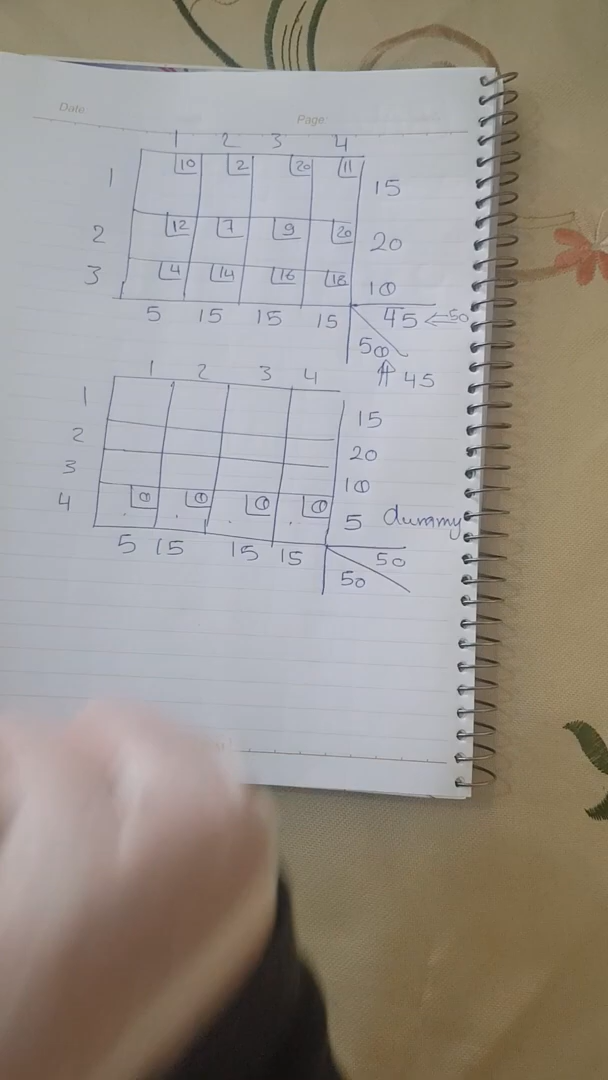 Date
Page:
1 2 3 4
1 10 2 20 11 15
2 12 7 9 20 20
3 4 14 16 18 10
5 15 15 15 45 ⇐ 50
50 ⇑ 45
1 2 3 4
1 15
2 20
3 10
4 0 0 0 0 5 dummy
5 15 15 15 50
50